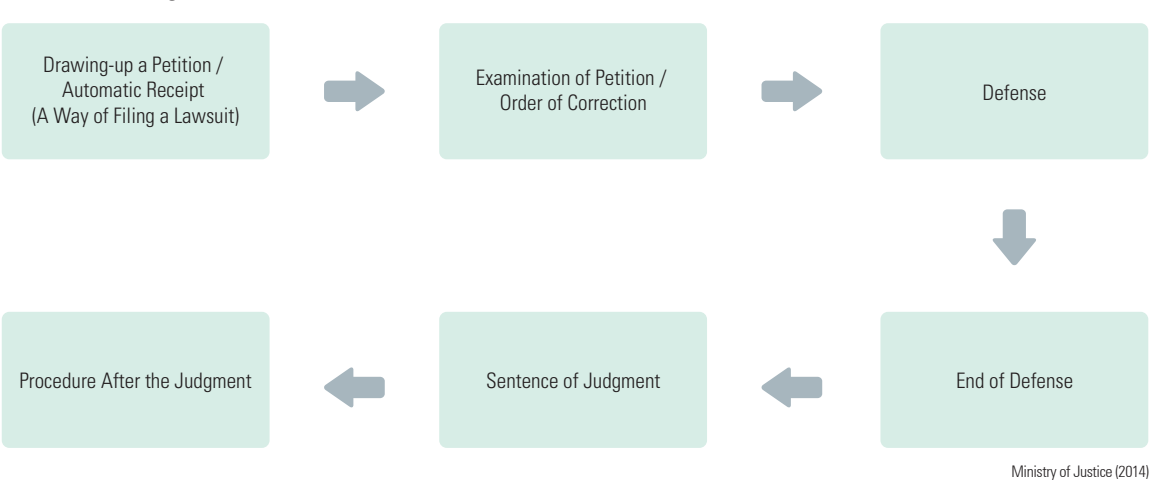 Drawing-up a Petition /
Automatic Receipt
(A Way of Filing a Lawsuit)
Examination of Petition /
Order of Correction
Defense
End of Defense
Sentence of Judgment
Procedure After the Judgment
Ministry of Justice (2014)